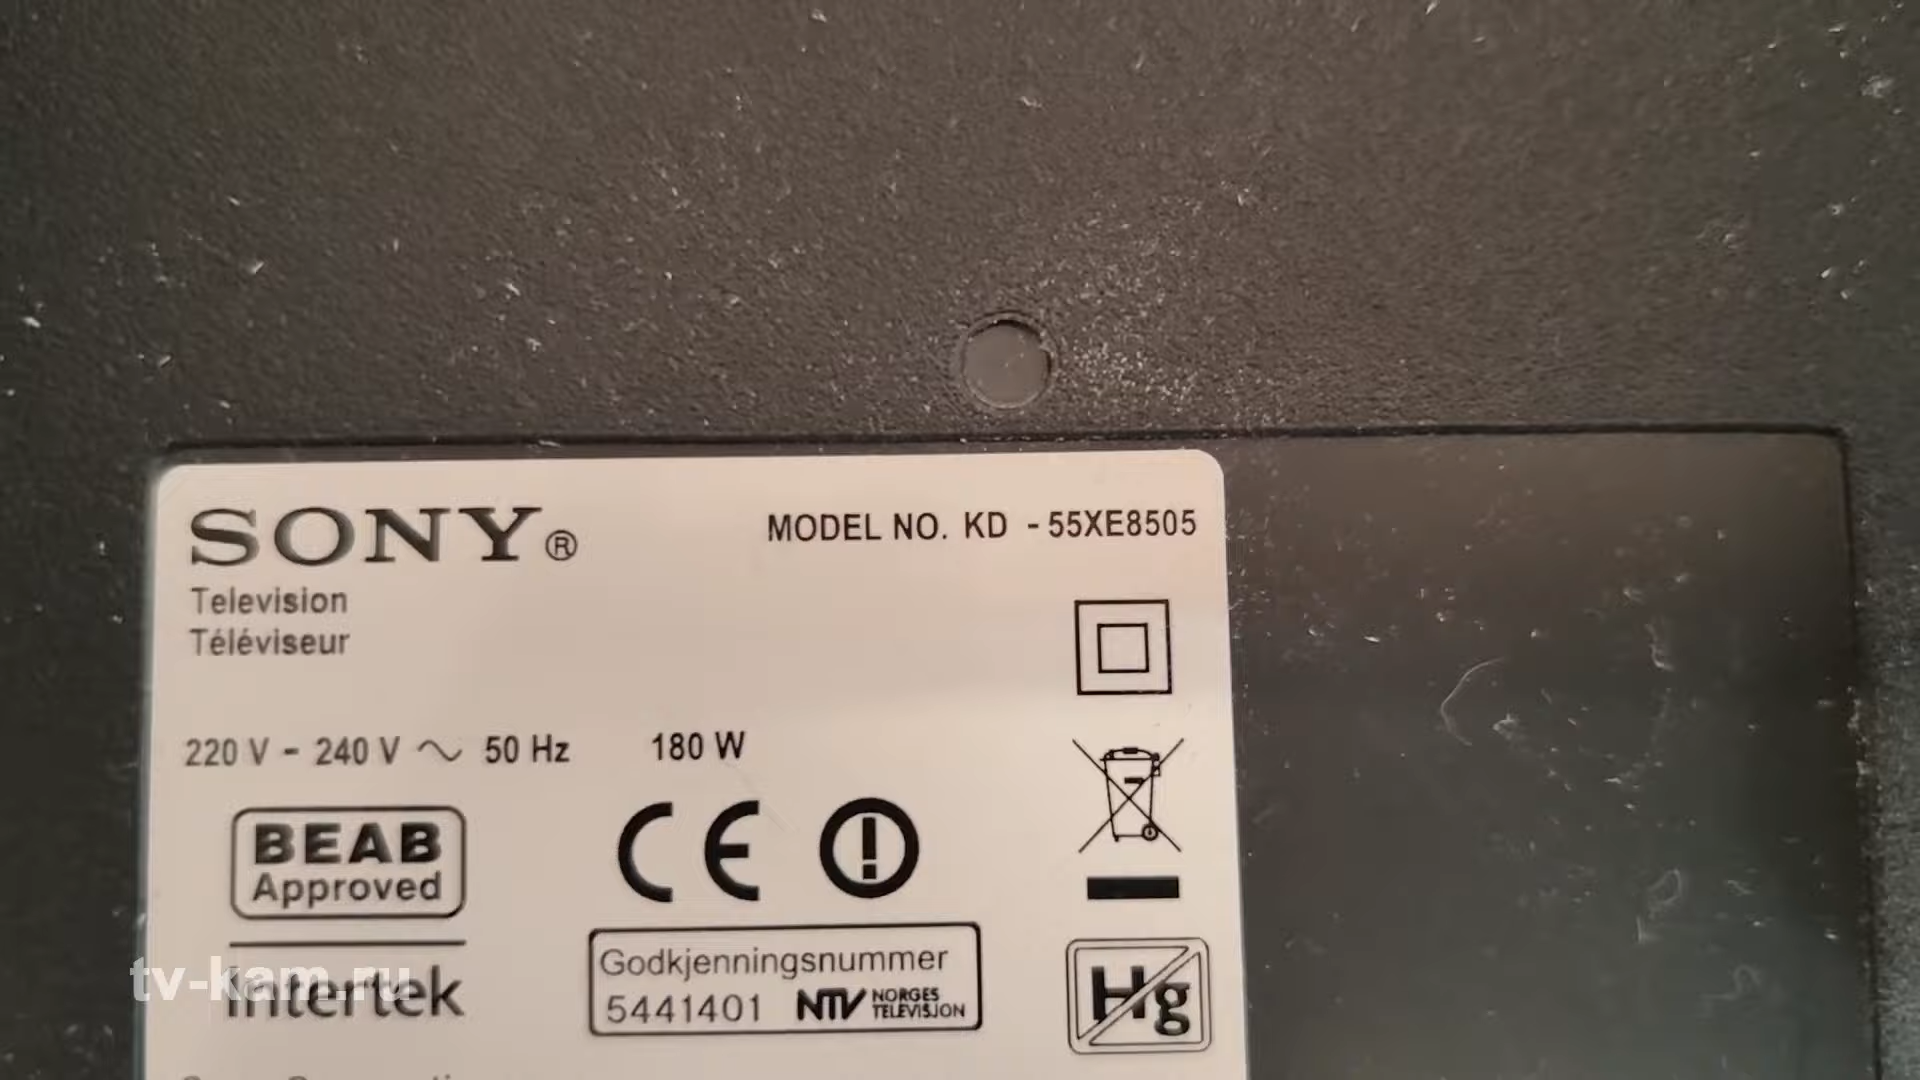 SONY®
MODEL NO. KD - 55XE8505
Television
Téléviseur
220 V - 240 V ~ 50 Hz 180 W
BEAB
Approved
CE
Intertek
tv-kam.ru
Godkjenningsnummer
5441401 NTV NORGES TELEVISJON
Hg